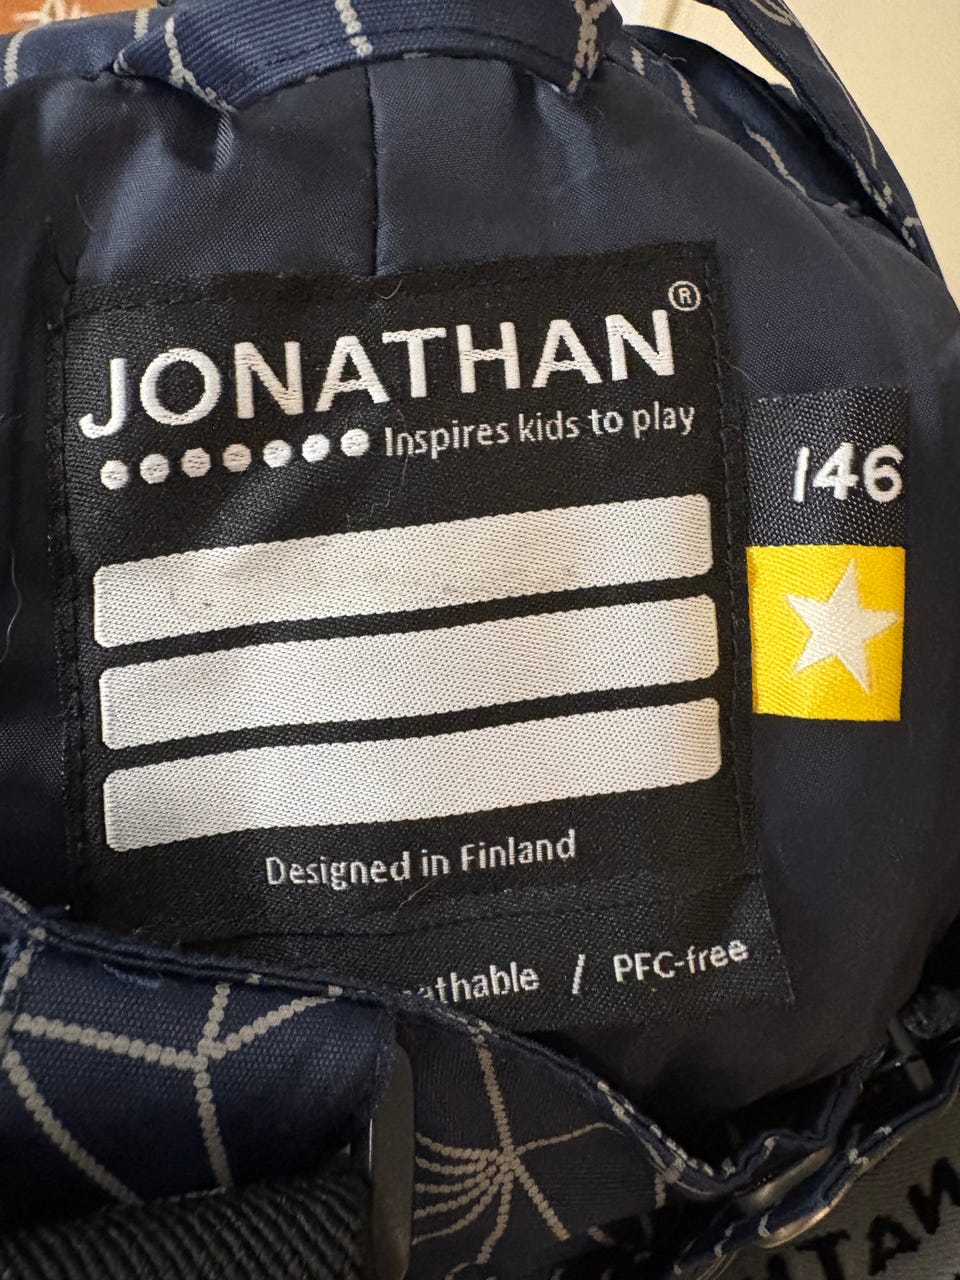 JONATHAN®
Inspires kids to play
146
Designed in Finland
/ PFC-free